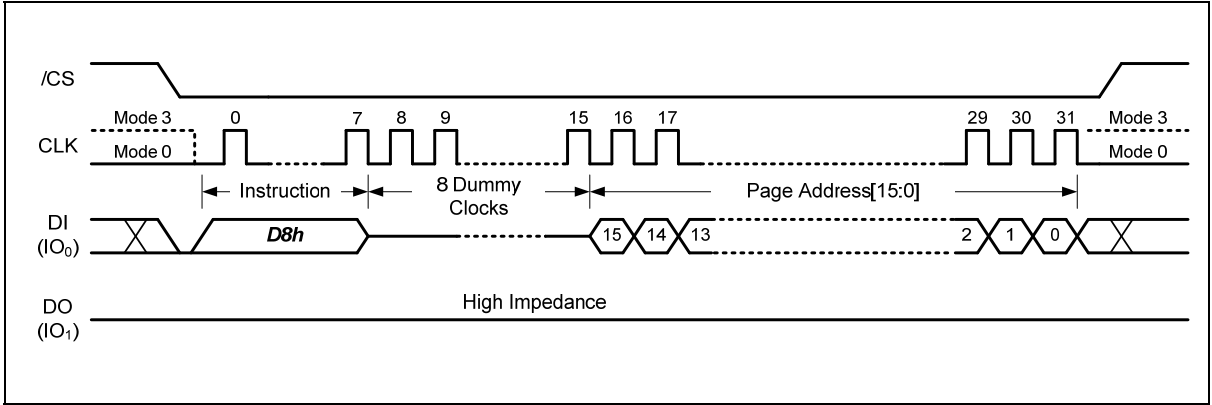 /CS
Mode 3 0 7 8 9 15 16 17 29 30 31 Mode 3
CLK
Mode 0 Mode 0
Instruction 8 Dummy Clocks Page Address[15:0]
DI (IO₀) D8h 15 14 13 2 1 0
High Impedance
DO (IO₁)